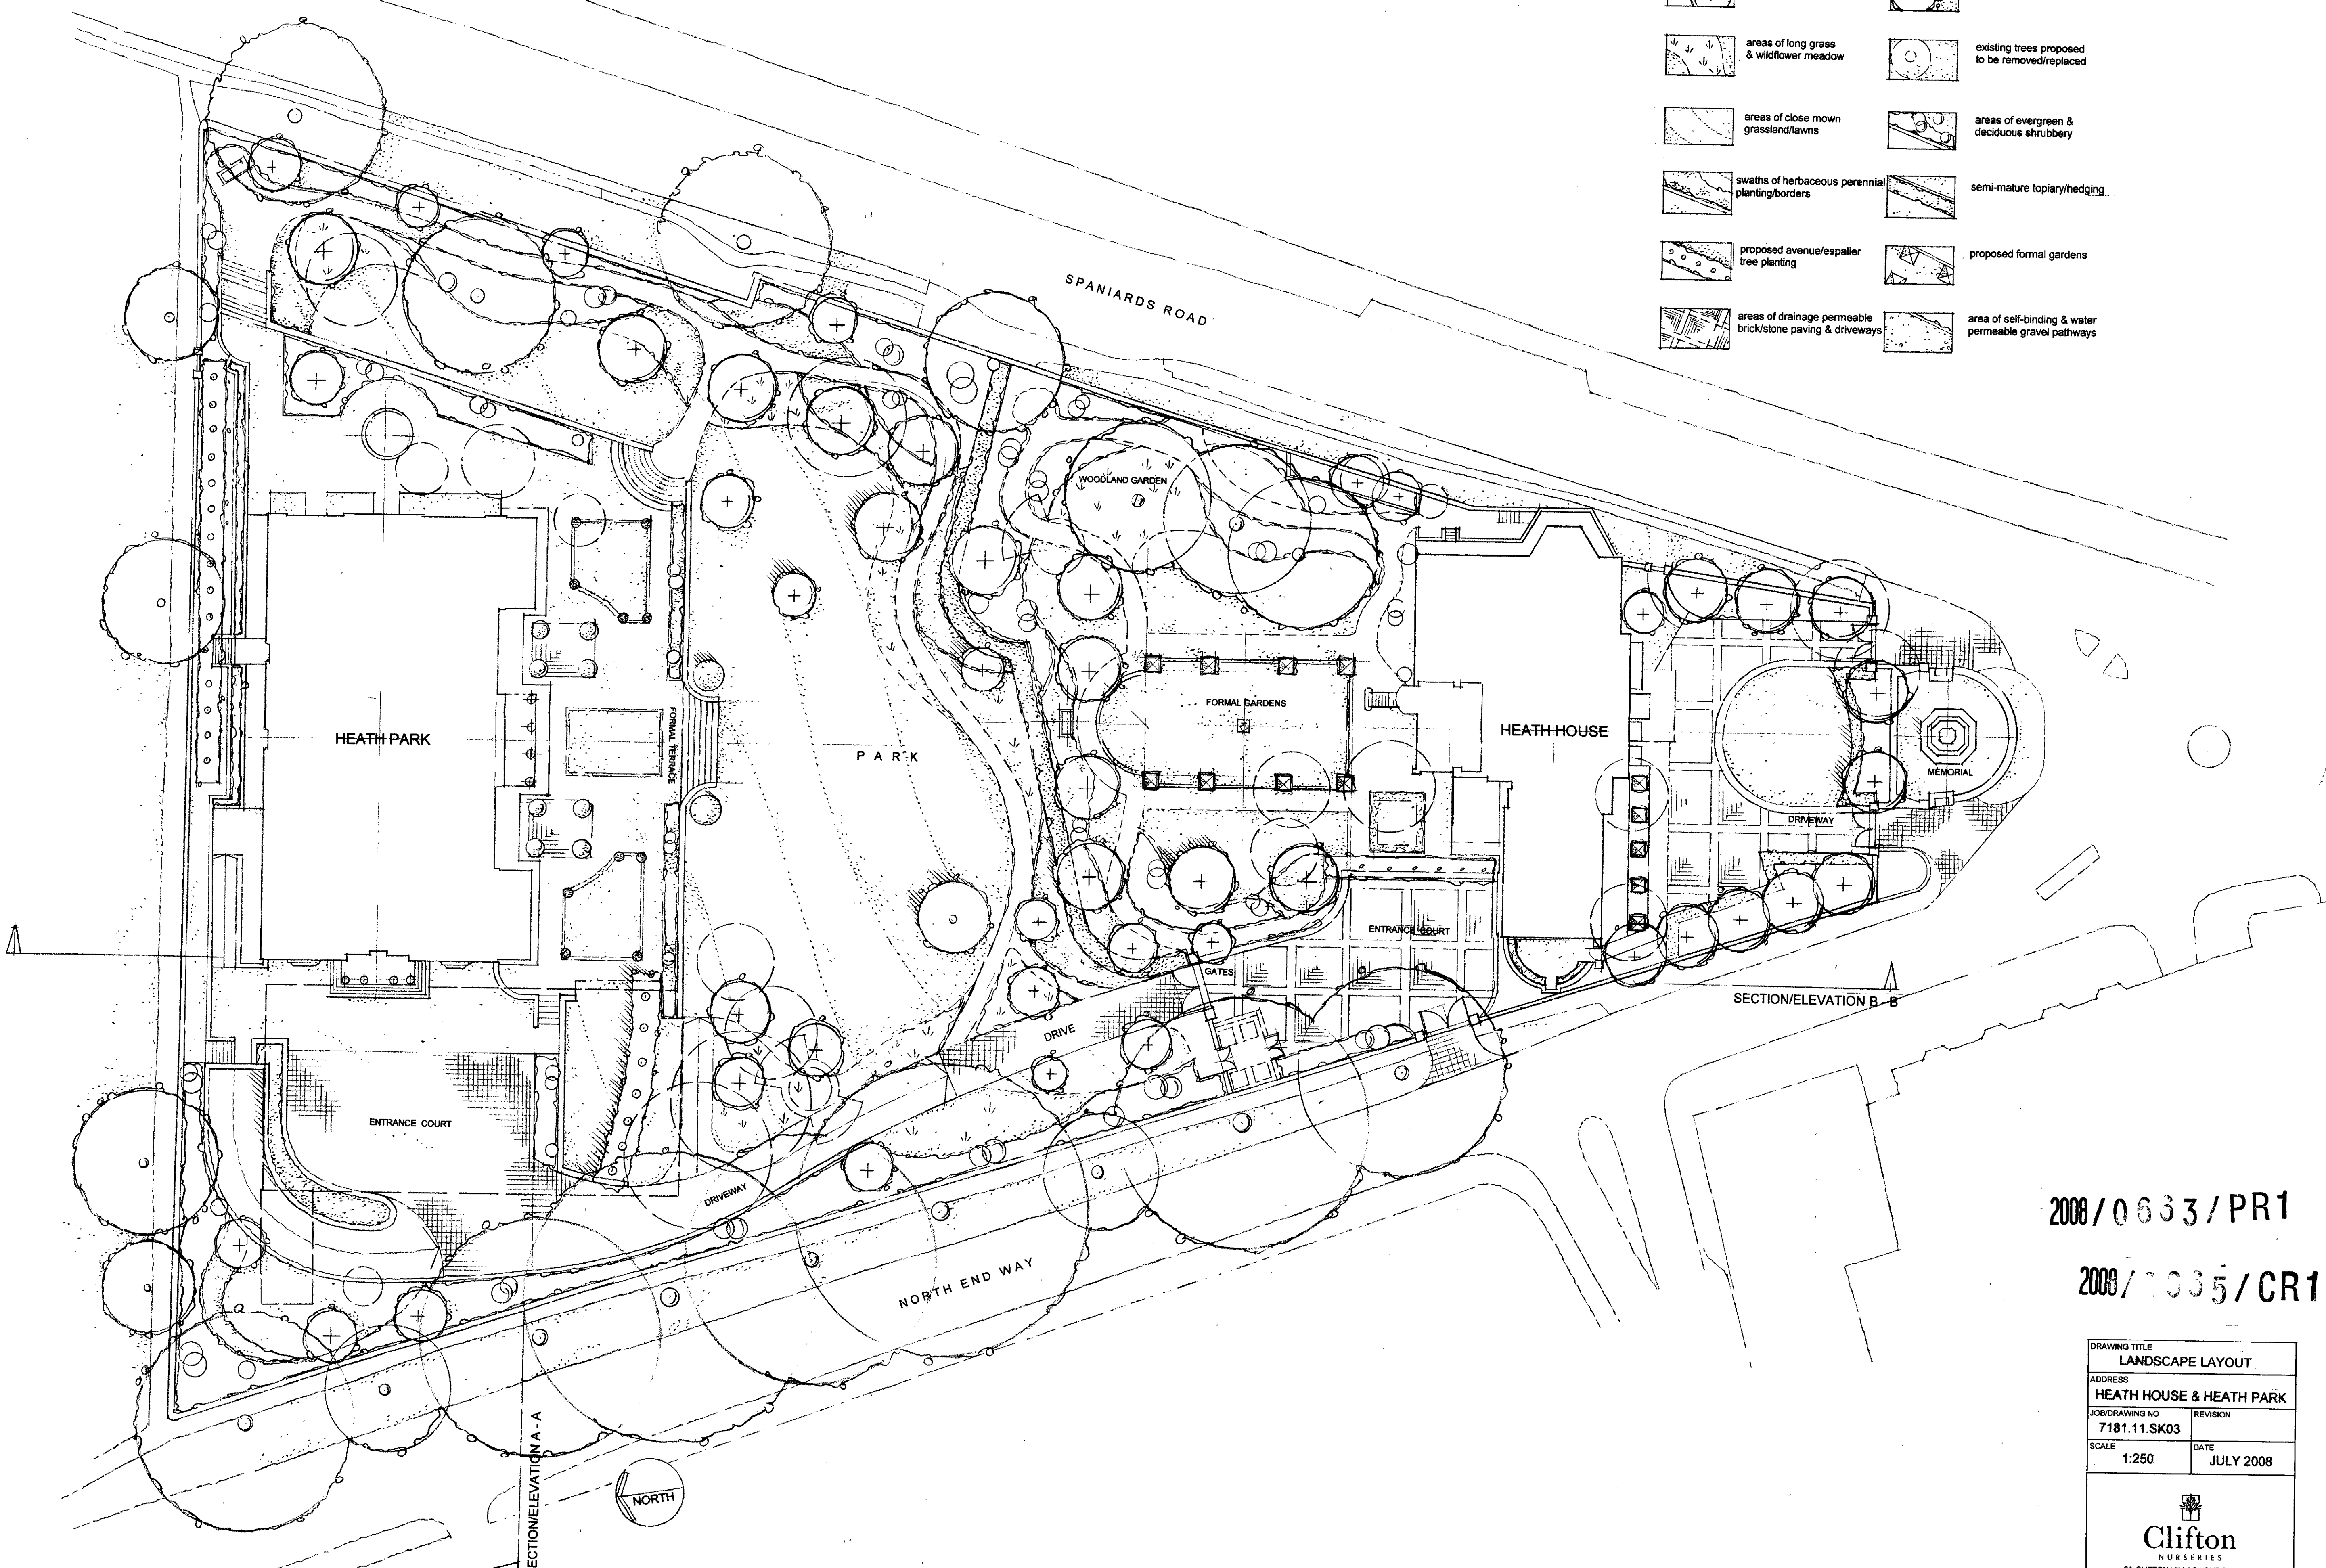 areas of long grass
& wildflower meadow
existing trees proposed
to be removed/replaced
areas of close mown
grassland/lawns
areas of evergreen &
deciduous shrubbery
swaths of herbaceous perennial
planting/borders
semi-mature topiary/hedging
proposed avenue/espalier
tree planting
proposed formal gardens
areas of drainage permeable
brick/stone paving & driveways
area of self-binding & water
permeable gravel pathways
SPANIARDS ROAD
WOODLAND GARDEN
FORMAL GARDENS
HEATH PARK
FORMAL TERRACE
PARK
HEATH HOUSE
MEMORIAL
DRIVEWAY
ENTRANCE COURT
GATES
SECTION/ELEVATION B - B
DRIVE
ENTRANCE COURT
DRIVEWAY
NORTH END WAY
ECTION/ELEVATION A - A
NORTH
2008/0633/PR1
/CR1
DRAWING TITLE
LANDSCAPE LAYOUT
ADDRESS
HEATH HOUSE & HEATH PARK
JOB/DRAWING NO
REVISION
7181.11.SK03
SCALE
DATE
1:250
JULY 2008
Clifton
NURSERIES